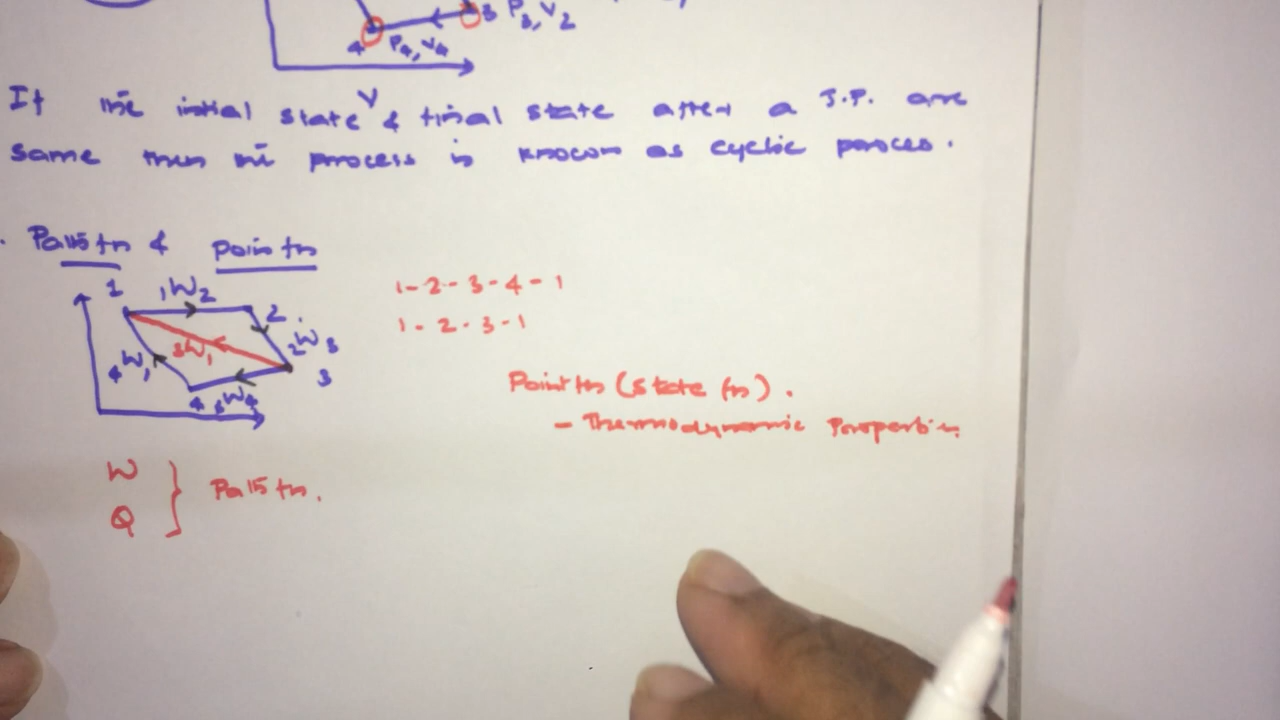 3 P3, V2
4 P4, V4
V
If the initial state & final state after a T.P. are
same then the process is known as cyclic process.
Path fn & Point fn
1 1W2 2.
1-2-3-4-1
1-2-3-1
4W1 3W1 2W3
3
4 3W4
Point fn (state fn).
- Thermodynamic Properties
W
Q } Path fn.